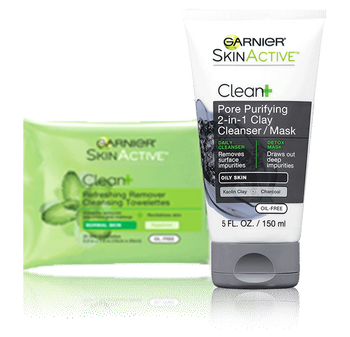 GARNIER
SKINACTIVE™
Clean+
Pore Purifying
2-in-1 Clay
Cleanser/Mask
DAILY
CLEANSER
Removes
surface
impurities
DETOX
MASK
Draws out
deep
impurities
OILY SKIN
Kaolin Clay + Charcoal
OIL-FREE
5 FL. OZ. / 150 ml
GARNIER
SKINACTIVE™
Clean+
Refreshing Remover
Cleansing Towelettes
NORMAL SKIN
OIL-FREE